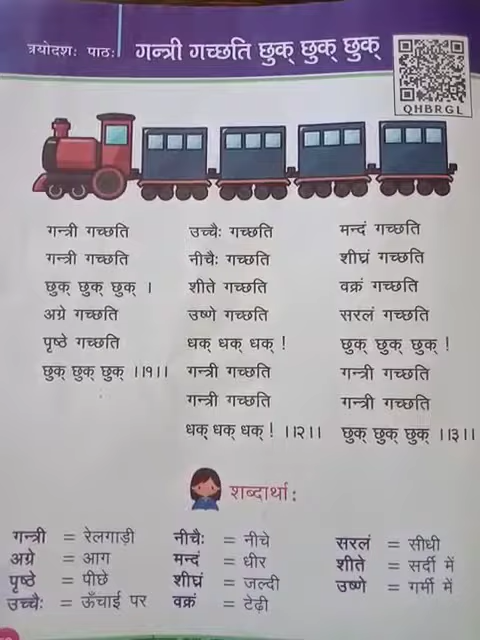 त्रयोदशः पाठः
गन्त्री गच्छति छुक् छुक् छुक्
QHBRGL
गन्त्री गच्छति
गन्त्री गच्छति
छुक् छुक् छुक् ।
अग्रे गच्छति
पृष्ठे गच्छति
छुक् छुक् छुक् ।।१।।
उच्चैः गच्छति
नीचैः गच्छति
शीते गच्छति
उष्णे गच्छति
धक् धक् धक् !
गन्त्री गच्छति
गन्त्री गच्छति
धक् धक् धक् ! ।।२।।
मन्दं गच्छति
शीघ्रं गच्छति
वक्रं गच्छति
सरलं गच्छति
छुक् छुक् छुक् !
गन्त्री गच्छति
गन्त्री गच्छति
छुक् छुक् छुक् ।।३।।
शब्दार्थाः
गन्त्री = रेलगाड़ी
अग्रे = आग
पृष्ठे = पीछे
उच्चैः = ऊँचाई पर
नीचैः = नीचे
मन्दं = धीर
शीघ्रं = जल्दी
वक्रं = टेढ़ी
सरलं = सीधी
शीते = सर्दी में
उष्णे = गर्मी में